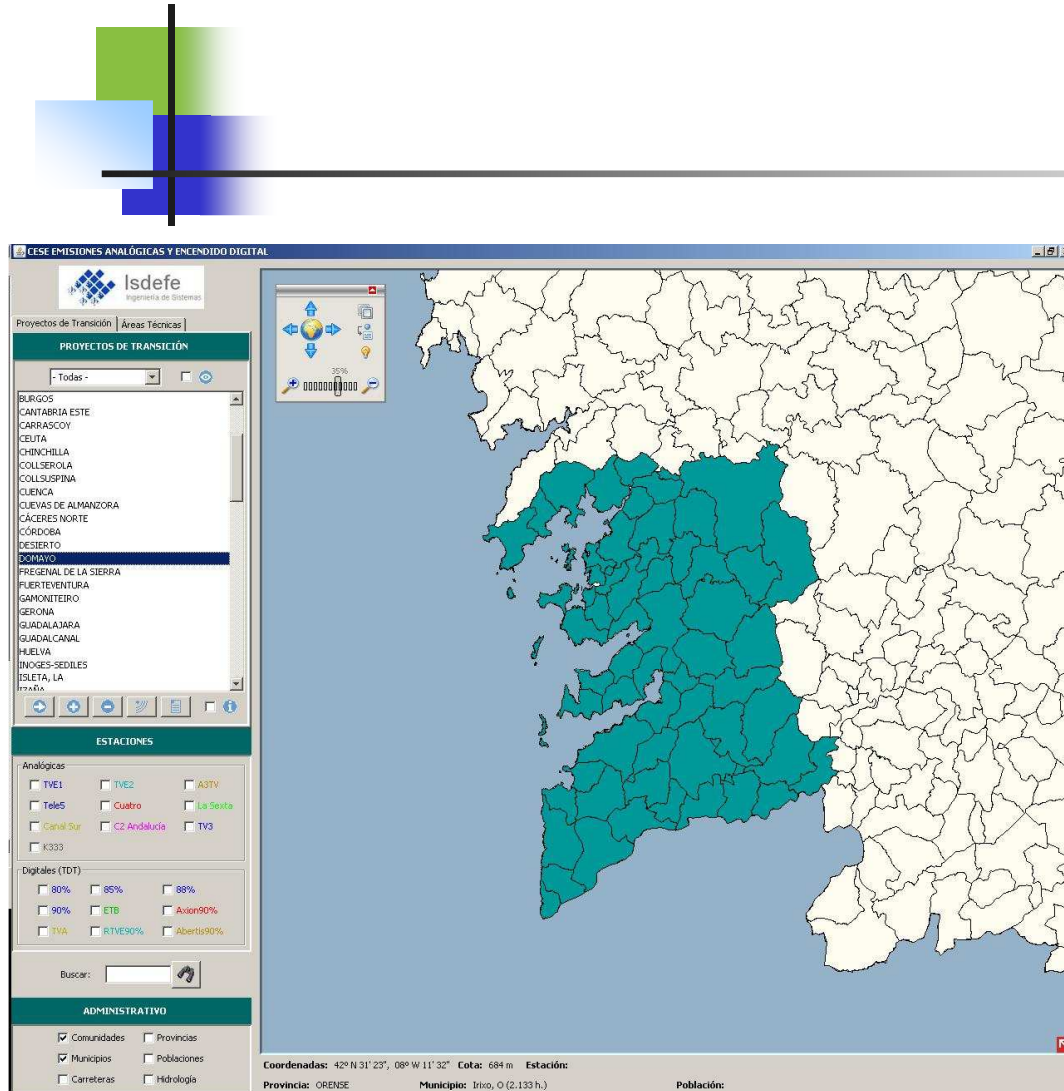 CESE EMISIONES ANALÓGICAS Y ENCENDIDO DIGITAL
Isdefe
Ingeniería de Sistemas
Proyectos de Transición Áreas Técnicas
PROYECTOS DE TRANSICIÓN
- Todas -
35%
BURGOS
CANTABRIA ESTE
CARRASCOY
CEUTA
CHINCHILLA
COLLSEROLA
COLLSUSPINA
CUENCA
CUEVAS DE ALMANZORA
CÁCERES NORTE
CÓRDOBA
DESIERTO
DOMAYO
FREGENAL DE LA SIERRA
FUERTEVENTURA
GAMONITEIRO
GERONA
GUADALAJARA
GUADALCANAL
HUELVA
INOGES-SEDILES
ISLETA, LA
IZAÑA
ESTACIONES
Analógicas
TVE1 TVE2 A3TV
Tele5 Cuatro La Sexta
Canal Sur C2 Andalucía TV3
K333
Digitales (TDT)
80% 85% 88%
90% ETB Axion90%
TVA RTVE90% Abertis90%
Buscar:
ADMINISTRATIVO
Comunidades Provincias
Municipios Poblaciones
Carreteras Hidrología
Coordenadas: 42º N 31' 23", 08º W 11' 32" Cota: 684 m Estación:
Provincia: ORENSE Municipio: Irixo, O (2.133 h.) Población: